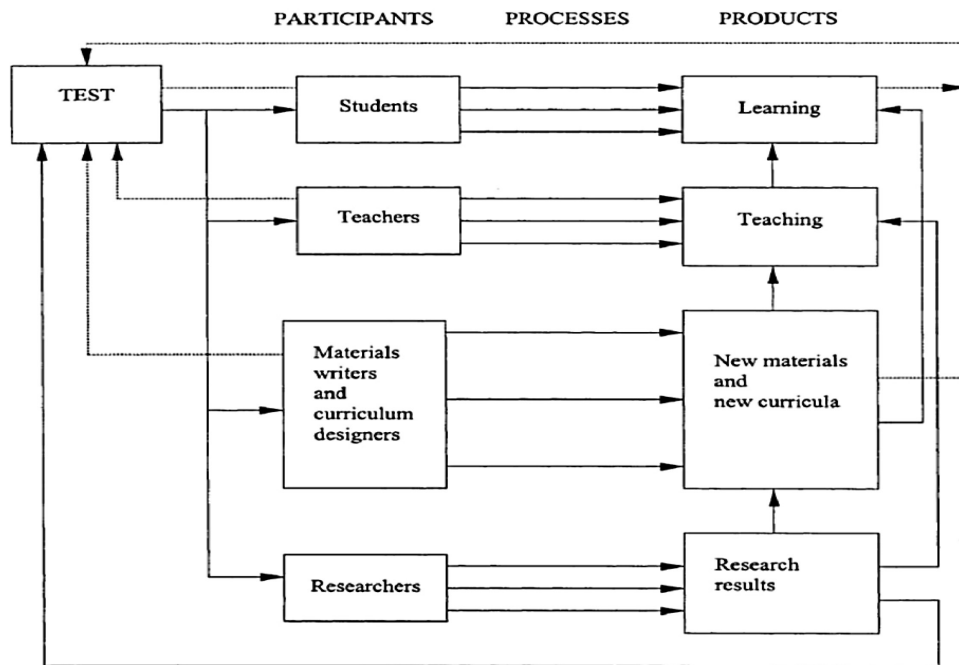 PARTICIPANTS PROCESSES PRODUCTS
TEST
Students
Learning
Teachers
Teaching
Materials
writers
and
curriculum
designers
New materials
and
new curricula
Researchers
Research
results